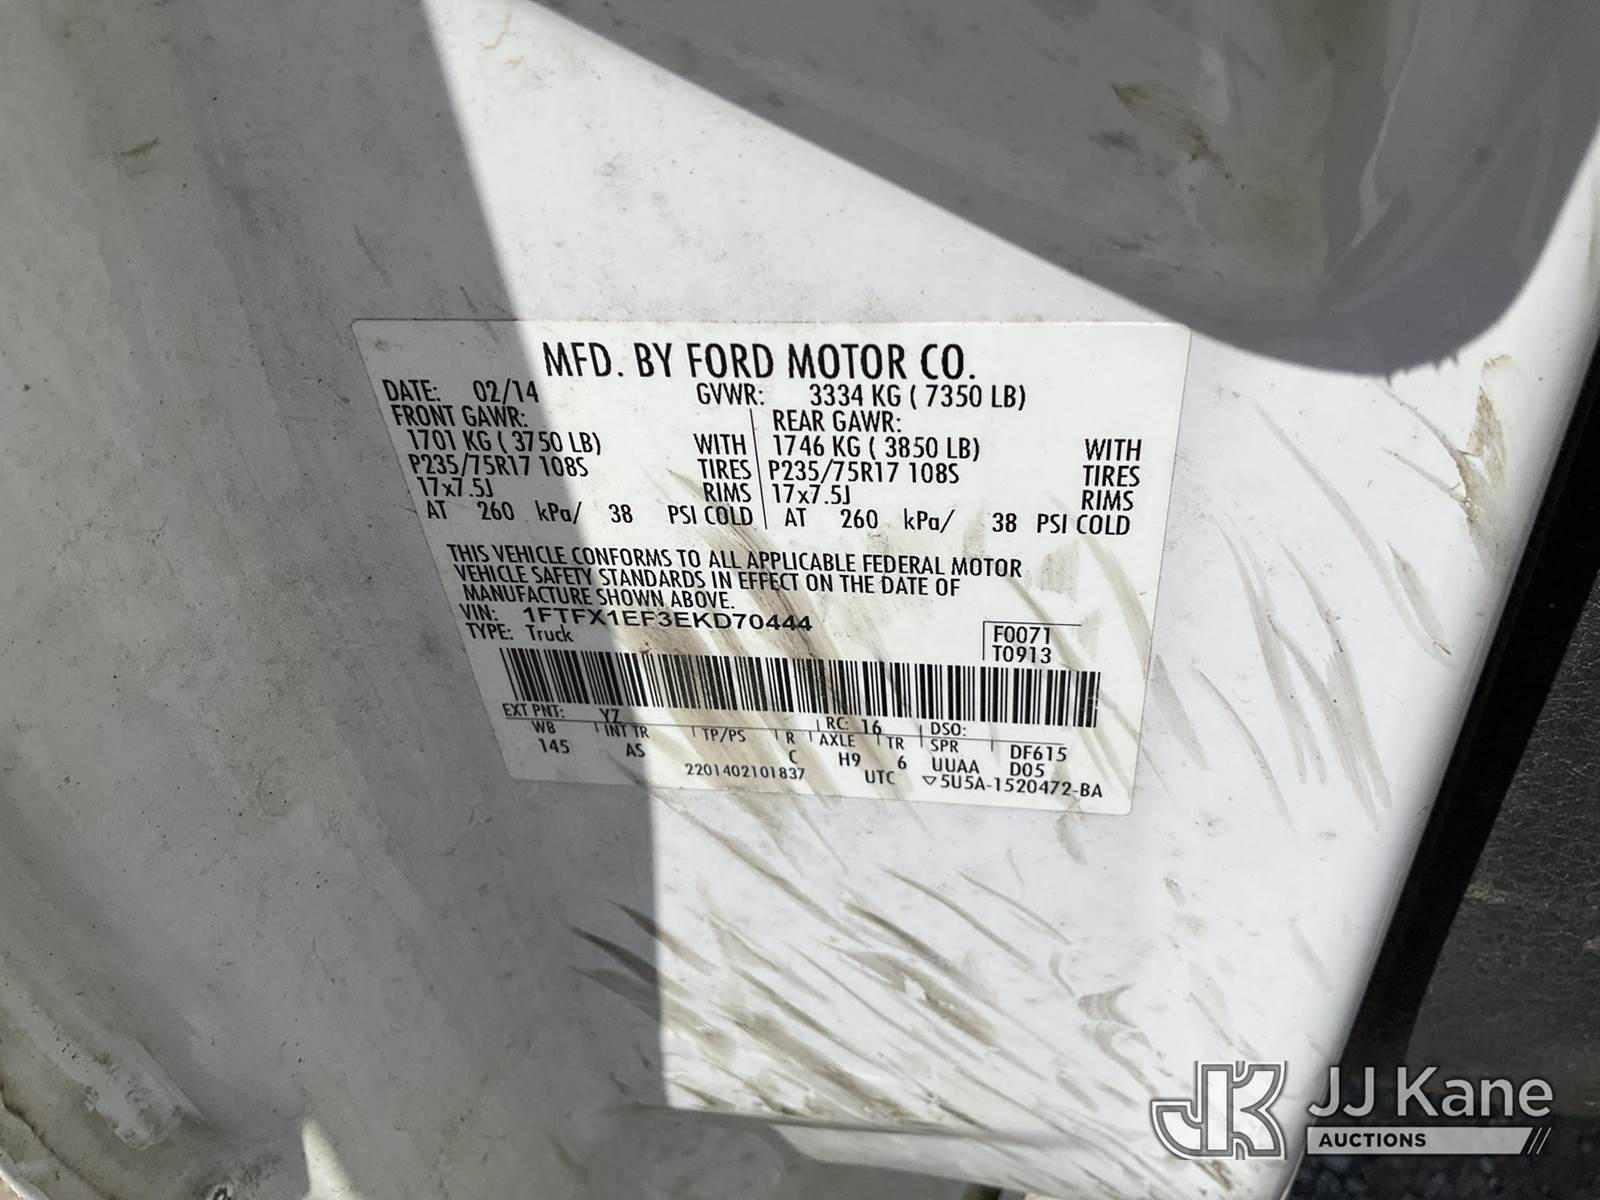 MFD. BY FORD MOTOR CO.
DATE: 02/14 GVWR: 3334 KG ( 7350 LB)
FRONT GAWR: REAR GAWR:
1701 KG ( 3750 LB) WITH 1746 KG ( 3850 LB) WITH
P235/75R17 108S TIRES P235/75R17 108S TIRES
17x7.5J RIMS 17x7.5J RIMS
AT 260 kPa/ 38 PSI COLD AT 260 kPa/ 38 PSI COLD
THIS VEHICLE CONFORMS TO ALL APPLICABLE FEDERAL MOTOR
VEHICLE SAFETY STANDARDS IN EFFECT ON THE DATE OF
MANUFACTURE SHOWN ABOVE.
VIN: 1FTFX1EF3EKD70444
TYPE: Truck
F0071
T0913
EXT PNT: YZ RC: 16 DSO:
WB INT TR TP/PS R AXLE TR SPR DF615
145 AS C H9 6 UUAA D05
2201402101837 UTC ▽5U5A-1520472-BA
JK JJ Kane
AUCTIONS